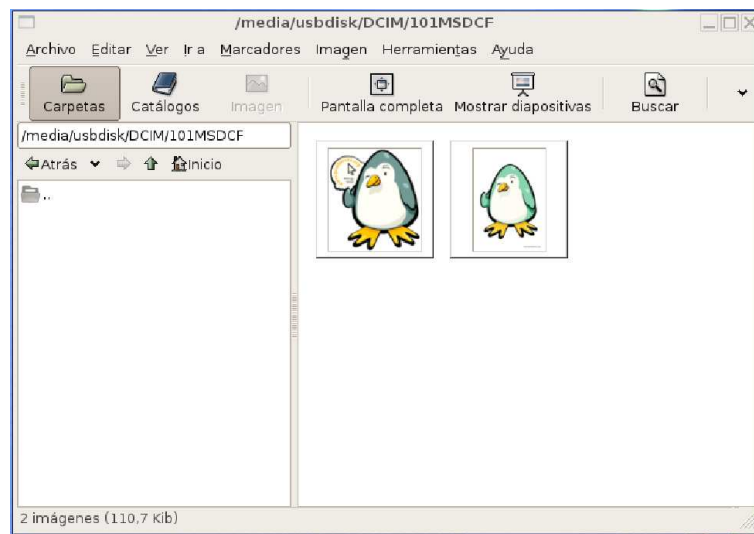 /media/usbdisk/DCIM/101MSDCF
Archivo Editar Ver Ir a Marcadores Imagen Herramientas Ayuda
Carpetas Catálogos Imagen Pantalla completa Mostrar diapositivas Buscar
/media/usbdisk/DCIM/101MSDCF
Atrás Inicio
..
2 imágenes (110,7 Kib)